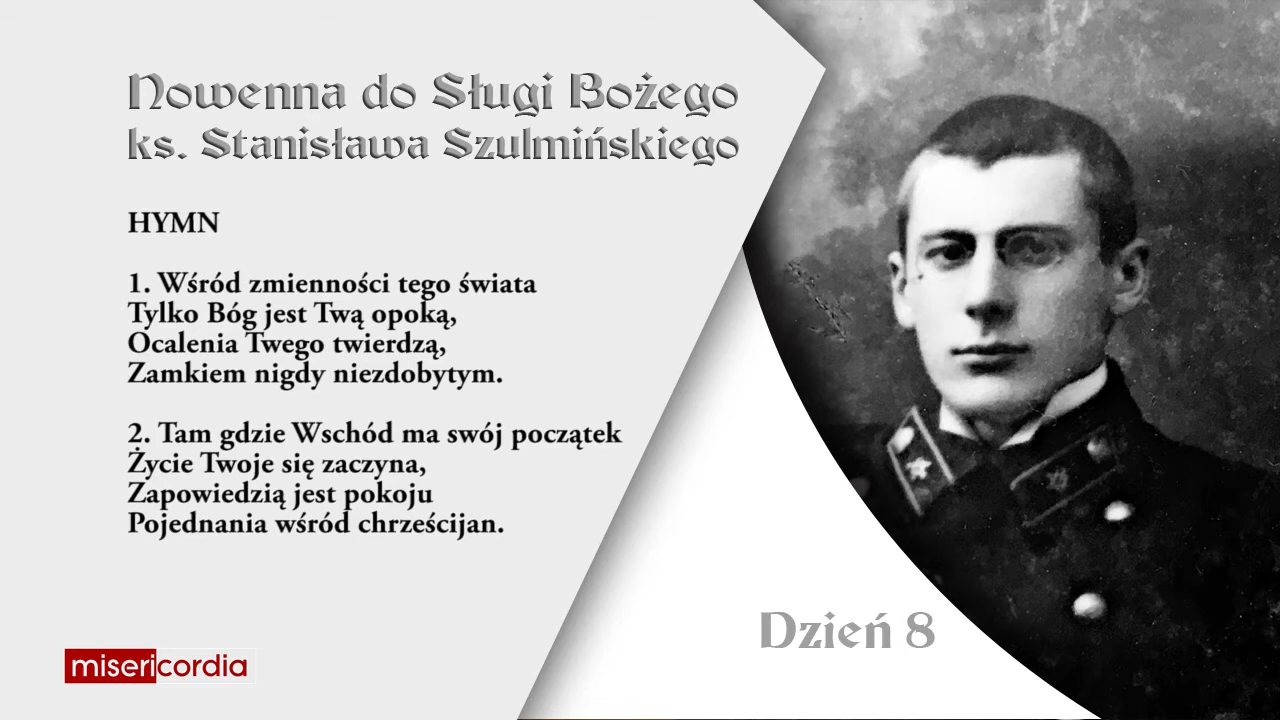 Nowenna do Sługi Bożego
ks. Stanisława Szulmińskiego
HYMN
1. Wśród zmienności tego świata
Tylko Bóg jest Twą opoką,
Ocalenia Twego twierdzą,
Zamkiem nigdy niezdobytym.
2. Tam gdzie Wschód ma swój początek
Życie Twoje się zaczyna,
Zapowiedzią jest pokoju
Pojednania wśród chrześcijan.
Dzień 8
misericordia